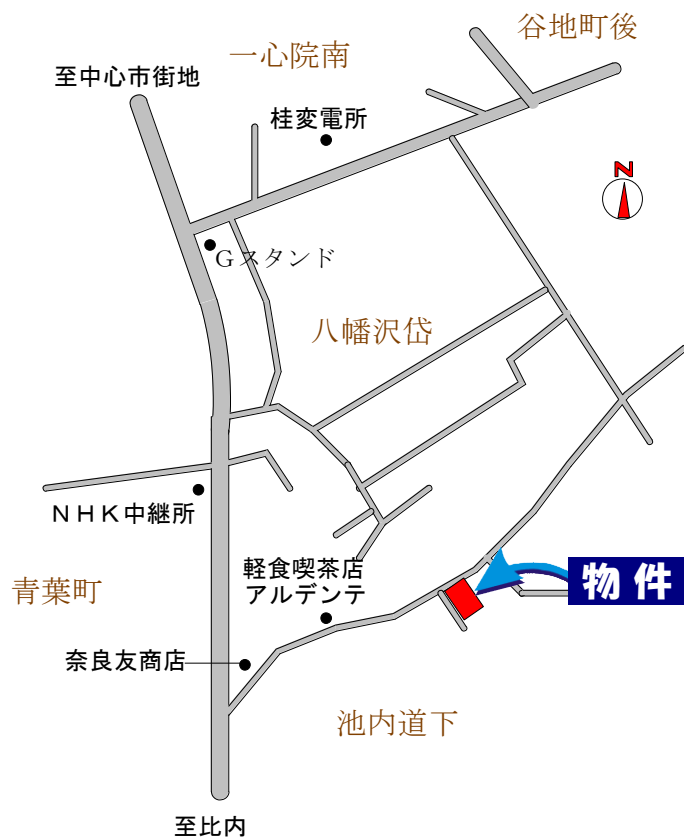 谷地町後
一心院南
至中心市街地
桂変電所
N
Gスタンド
八幡沢岱
NHK中継所
軽食喫茶店
アルデンテ
物件
青葉町
奈良友商店
池内道下
至比内